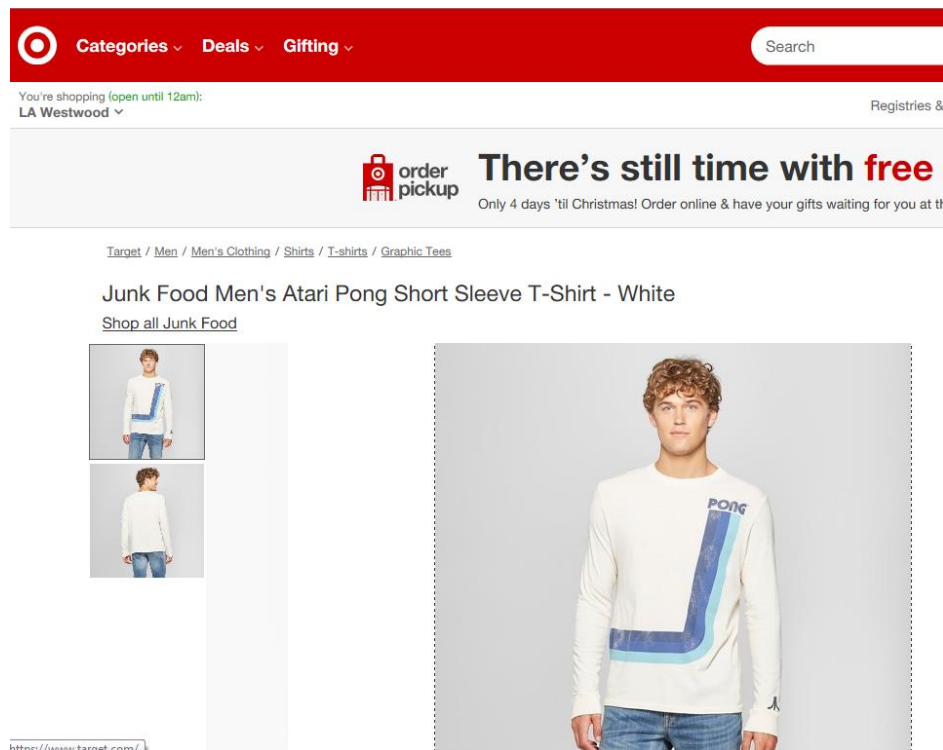 Categories Deals Gifting Search
You're shopping (open until 12am):
LA Westwood
Registries &
order
pickup
There's still time with free
Only 4 days 'til Christmas! Order online & have your gifts waiting for you at
Target / Men / Men's Clothing / Shirts / T-shirts / Graphic Tees
Junk Food Men's Atari Pong Short Sleeve T-Shirt - White
Shop all Junk Food
PONG
https://www.target.com/